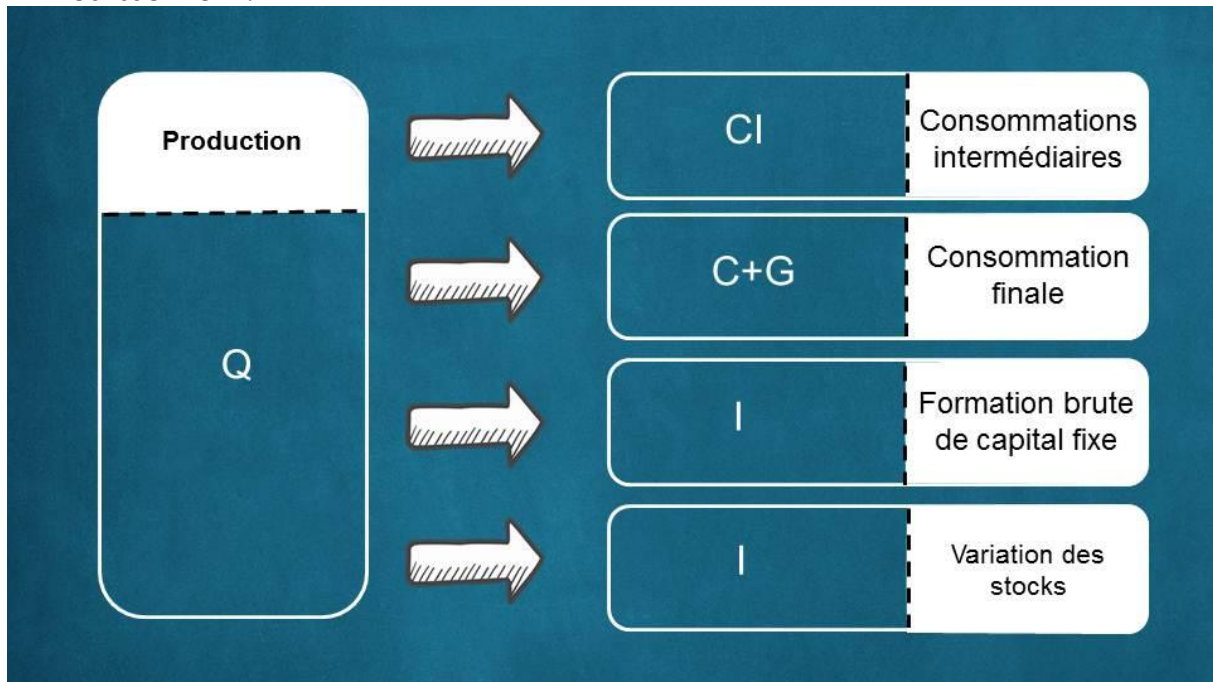 Production
Q
CI
Consommations
intermédiaires
C+G
Consommation
finale
I
Formation brute
de capital fixe
I
Variation des
stocks